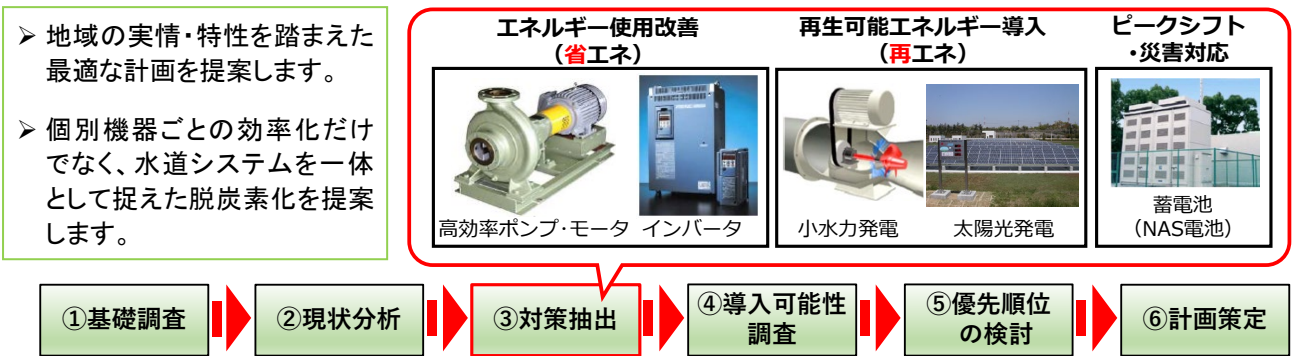 ➢ 地域の実情・特性を踏まえた
最適な計画を提案します。
➢ 個別機器ごとの効率化だけ
でなく、水道システムを一体
として捉えた脱炭素化を提案
します。
エネルギー使用改善
（省エネ）
高効率ポンプ・モータ インバータ
再生可能エネルギー導入
（再エネ）
小水力発電 太陽光発電
ピークシフト
・災害対応
蓄電池
（NAS電池）
①基礎調査
②現状分析
③対策抽出
④導入可能性
調査
⑤優先順位
の検討
⑥計画策定